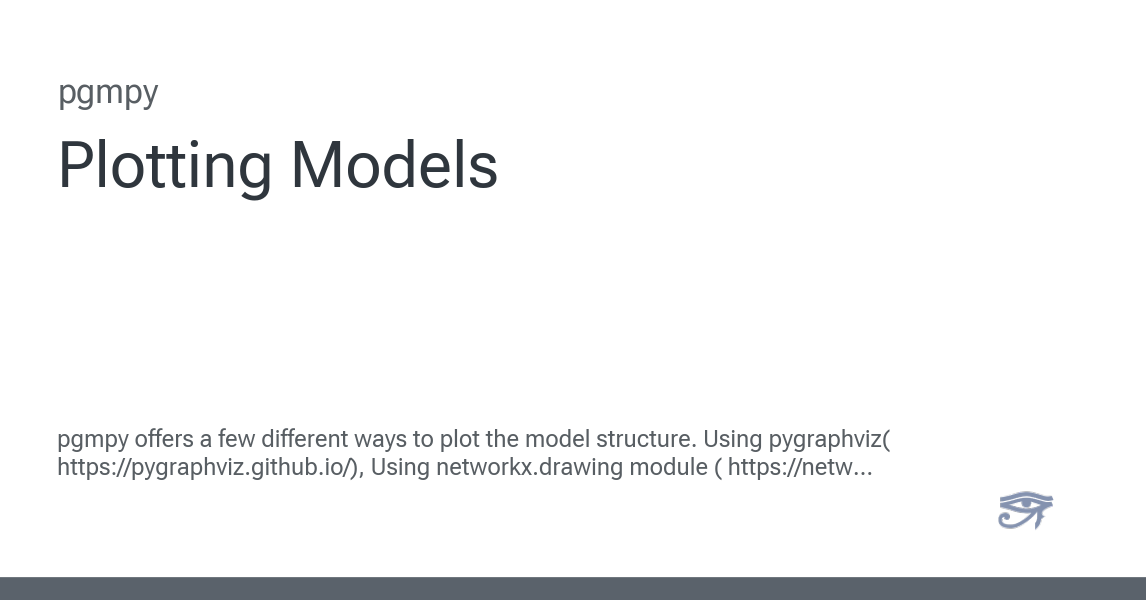 pgmpy
Plotting Models
pgmpy offers a few different ways to plot the model structure. Using pygraphviz(
https://pygraphviz.github.io/), Using networkx.drawing module ( https://netw...